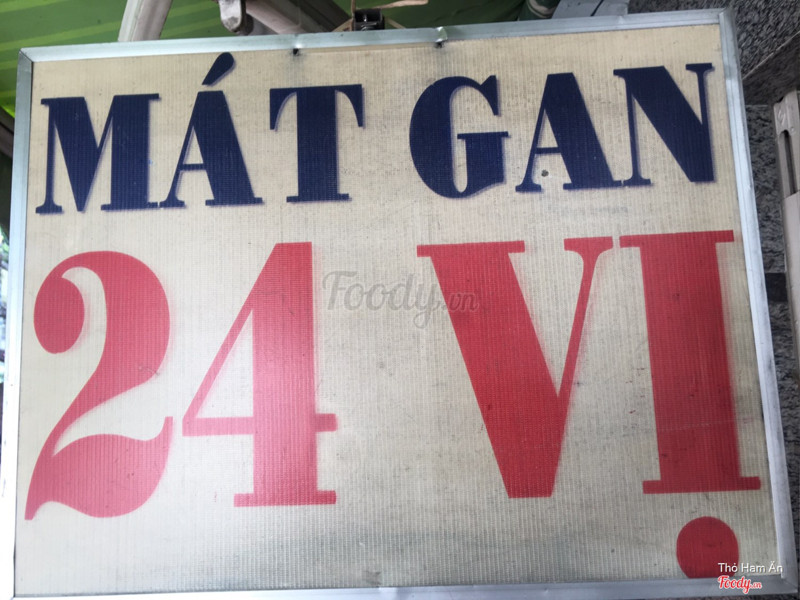 MÁT GAN
24 VỊ
Foody.vn
Thỏ Ham Ăn
Foody.vn